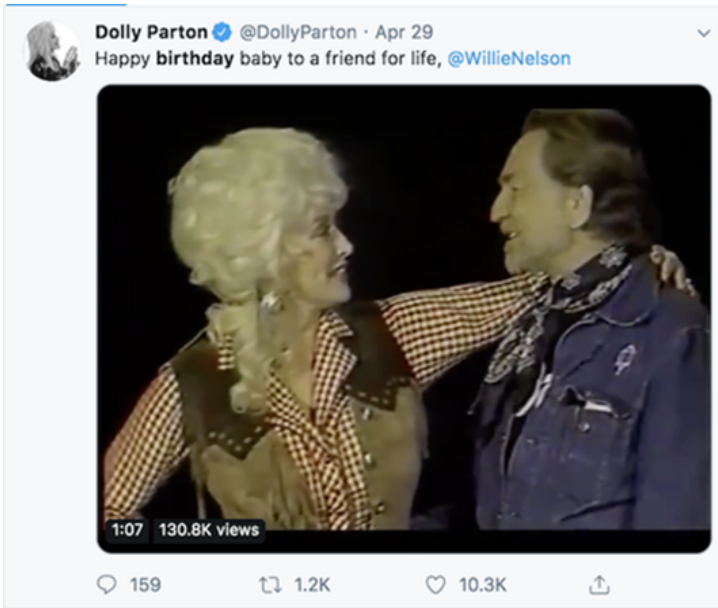 Dolly Parton @DollyParton · Apr 29
Happy birthday baby to a friend for life, @WillieNelson
1:07 130.8K views
159 1.2K 10.3K